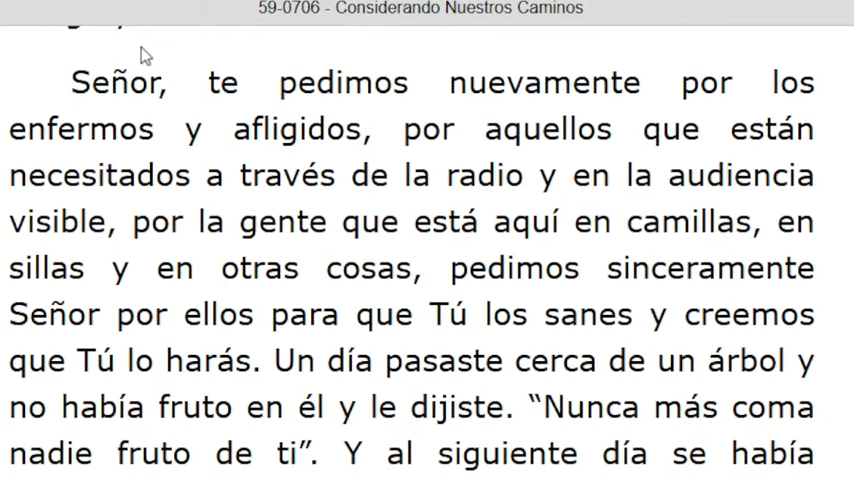 59-0706 - Considerando Nuestros Caminos
Señor, te pedimos nuevamente por los
enfermos y afligidos, por aquellos que están
necesitados a través de la radio y en la audiencia
visible, por la gente que está aquí en camillas, en
sillas y en otras cosas, pedimos sinceramente
Señor por ellos para que Tú los sanes y creemos
que Tú lo harás. Un día pasaste cerca de un árbol y
no había fruto en él y le dijiste. “Nunca más coma
nadie fruto de ti”. Y al siguiente día se había